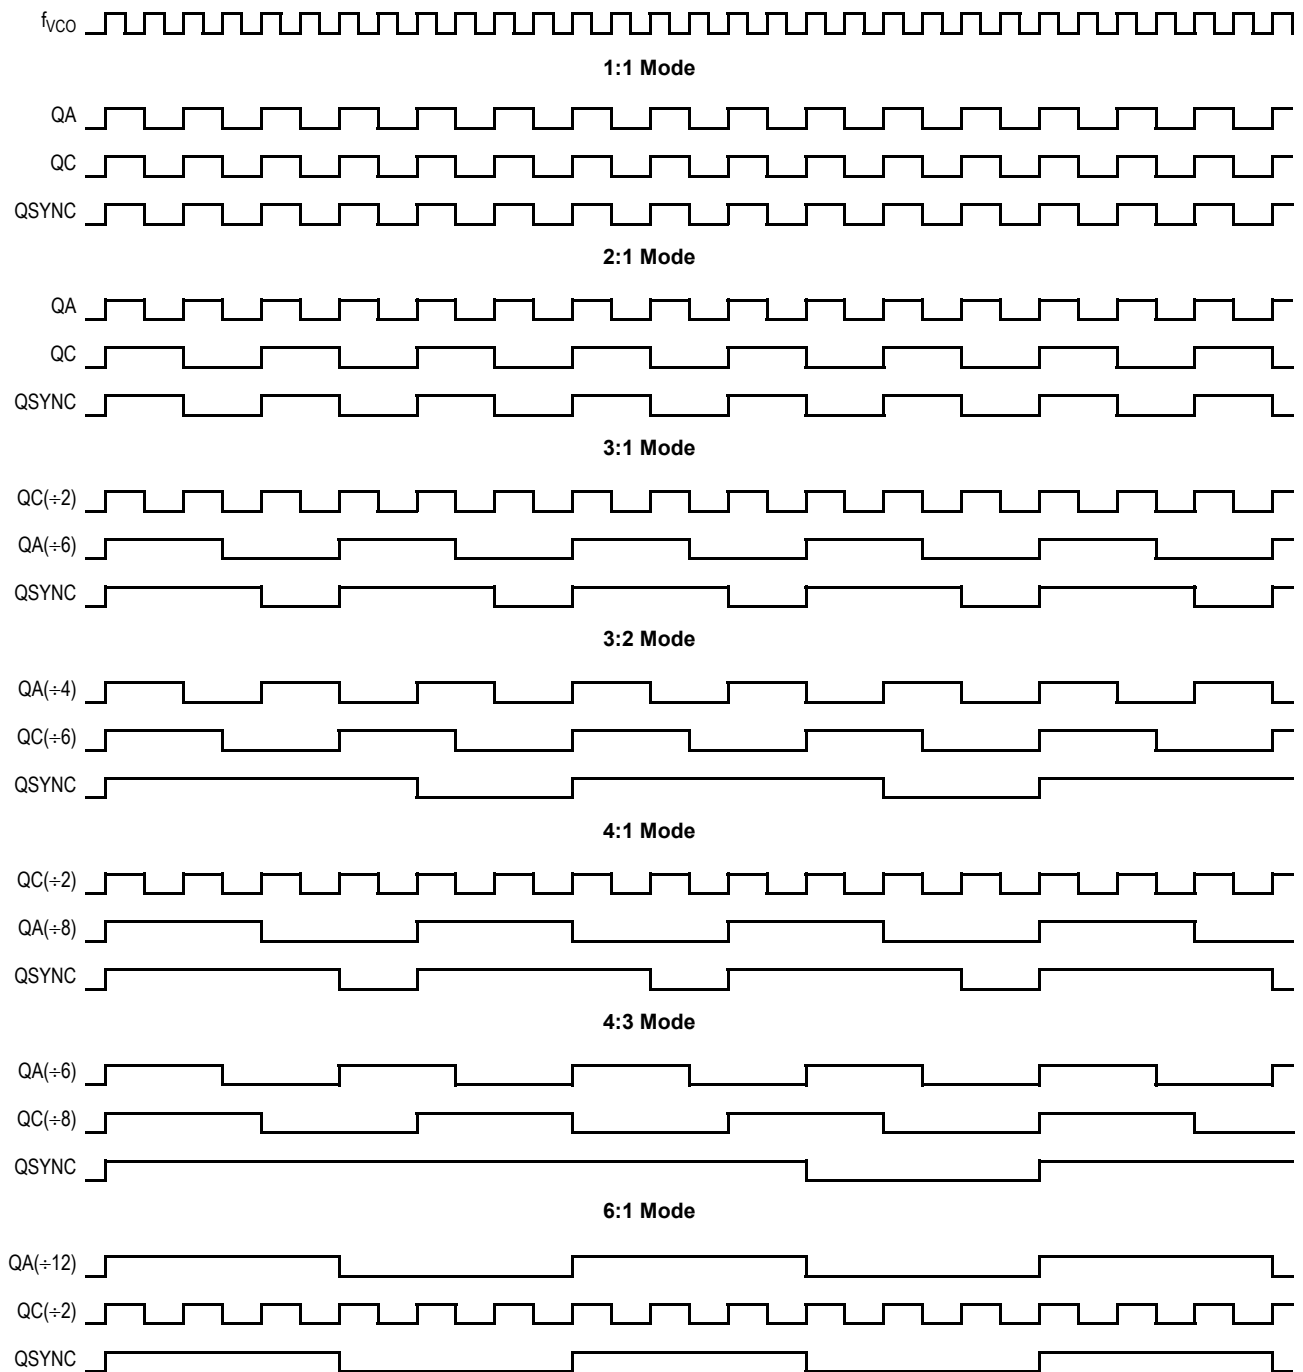 fVCO
1:1 Mode
QA
QC
QSYNC
2:1 Mode
QA
QC
QSYNC
3:1 Mode
QC(÷2)
QA(÷6)
QSYNC
3:2 Mode
QA(÷4)
QC(÷6)
QSYNC
4:1 Mode
QC(÷2)
QA(÷8)
QSYNC
4:3 Mode
QA(÷6)
QC(÷8)
QSYNC
6:1 Mode
QA(÷12)
QC(÷2)
QSYNC